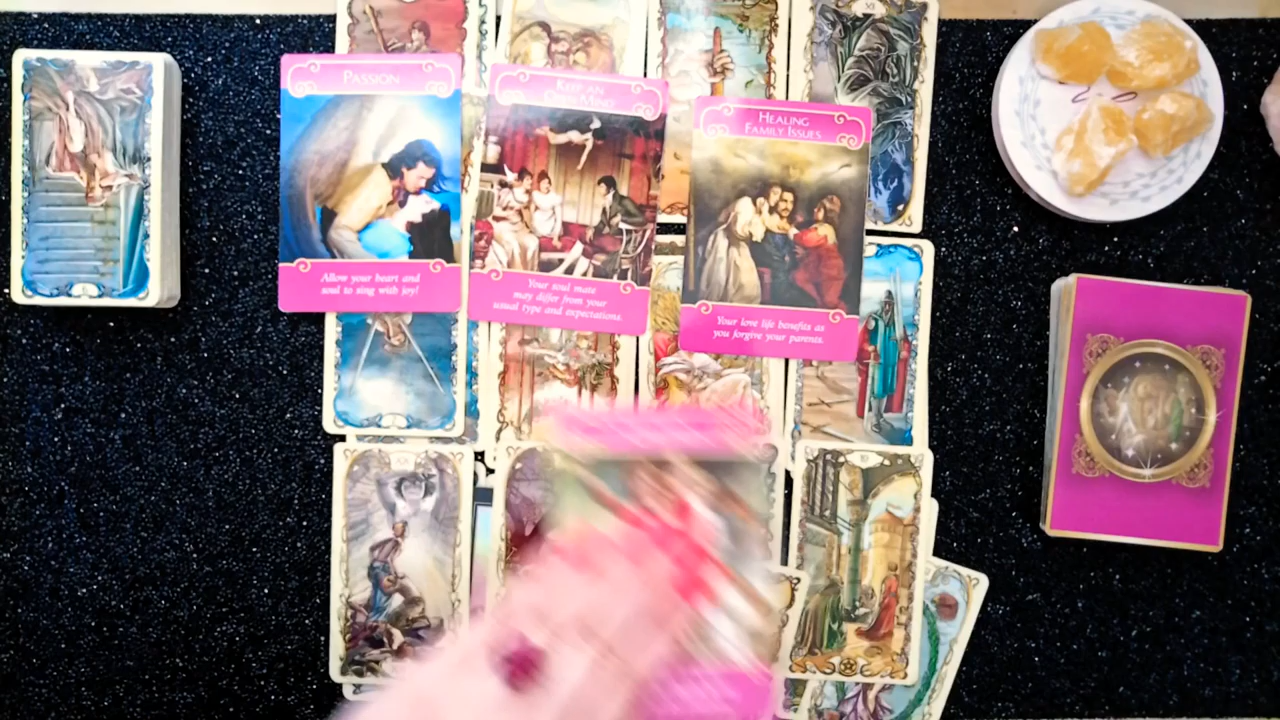 PASSION
Allow your heart and
soul to sing with joy!
KEEP AN
OPEN MIND
Your soul mate
may differ from your
usual type and expectations.
HEALING
FAMILY ISSUES
Your love life benefits as
you forgive your parents.
XI